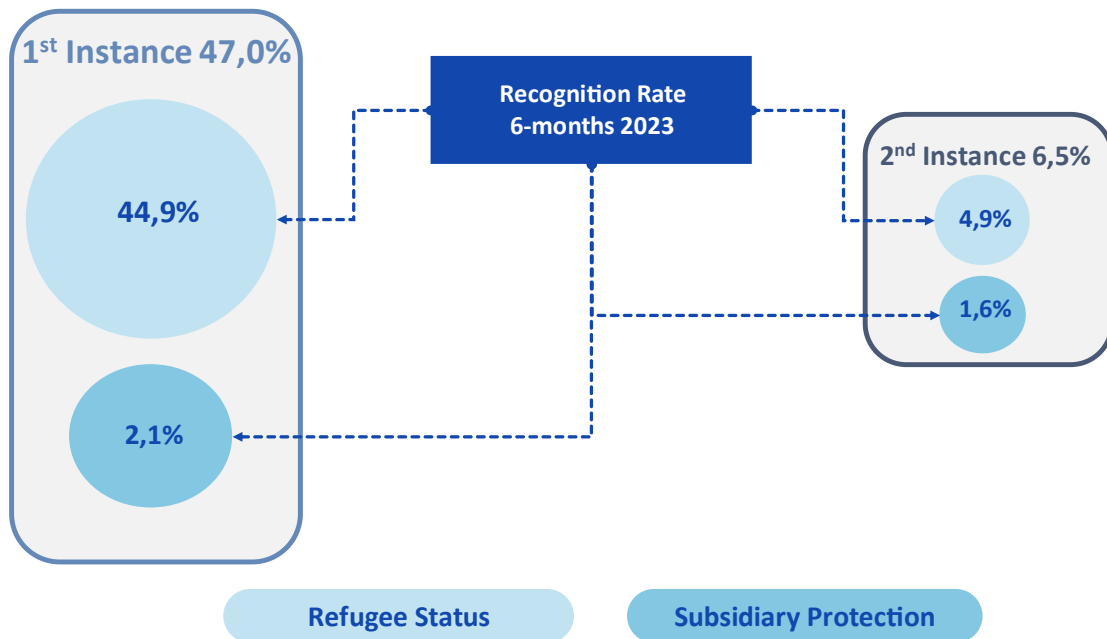 1st Instance 47,0%
44,9%
2,1%
Recognition Rate
6-months 2023
2nd Instance 6,5%
4,9%
1,6%
Refugee Status
Subsidiary Protection